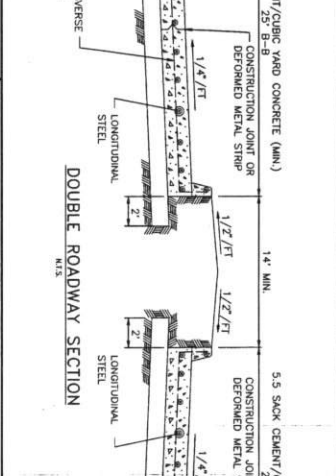 T/CUBIC YARD CONCRETE (MIN.)
25' B-B
14' MIN.
5.5 SACK CEMENT/
CONSTRUCTION JOINT OR
DEFORMED METAL STRIP
CONSTRUCTION JOI
DEFORMED METAL
1/4"/FT
1/2"/FT
1/2"/FT
1/4"
2'
2'
VERSE
LONGITUDINAL
STEEL
LONGITUDINAL
STEEL
DOUBLE ROADWAY SECTION
N.T.S.